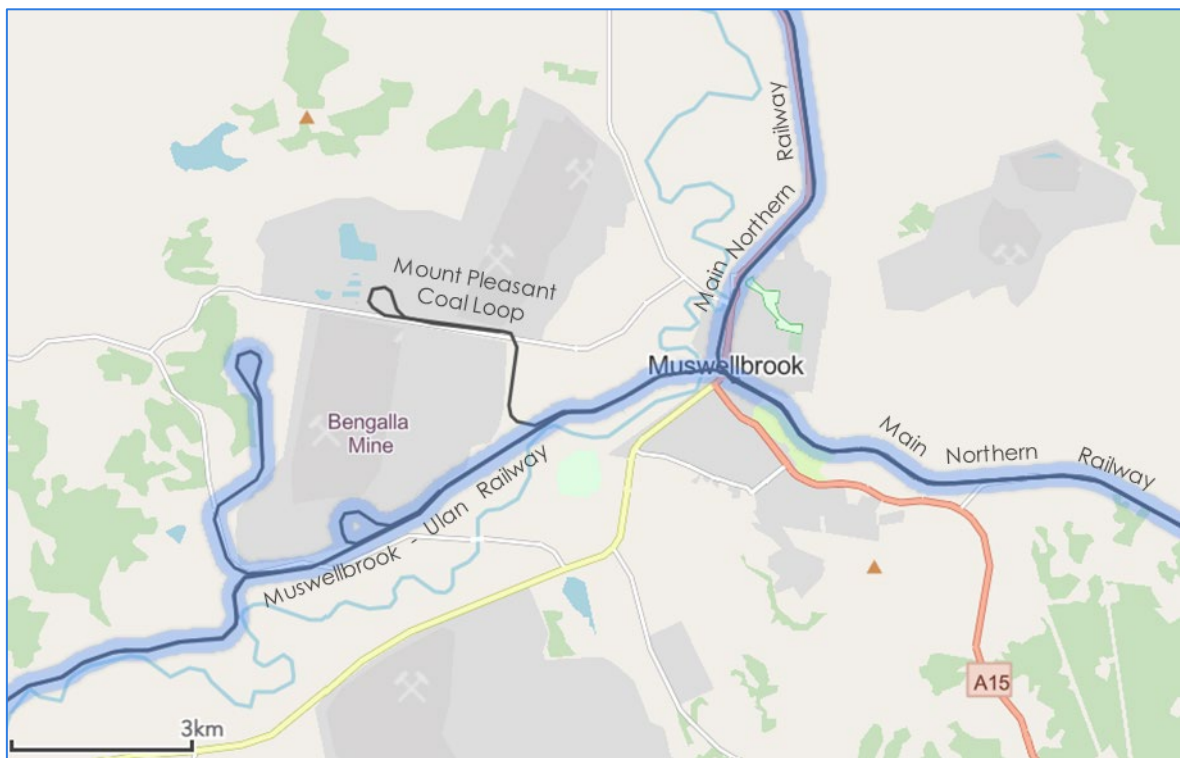 Main Northern Railway
Mount Pleasant
Coal Loop
Muswellbrook
Bengalla
Mine
Main Northern Railway
Muswellbrook - Ulan Railway
A15
3km